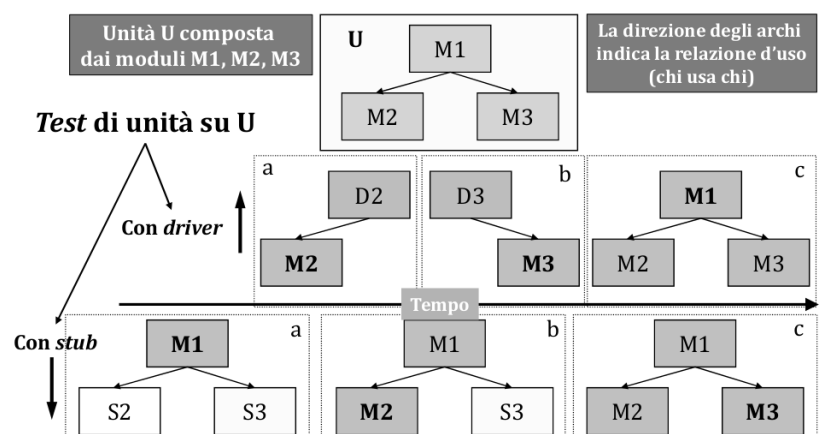 Unità U composta
dai moduli M1, M2, M3
U
M1
M2
M3
La direzione degli archi
indica la relazione d'uso
(chi usa chi)
Test di unità su U
Con driver
a
D2
M2
b
D3
M3
c
M1
M2
M3
Tempo
Con stub
a
M1
S2
S3
b
M1
M2
S3
c
M1
M2
M3